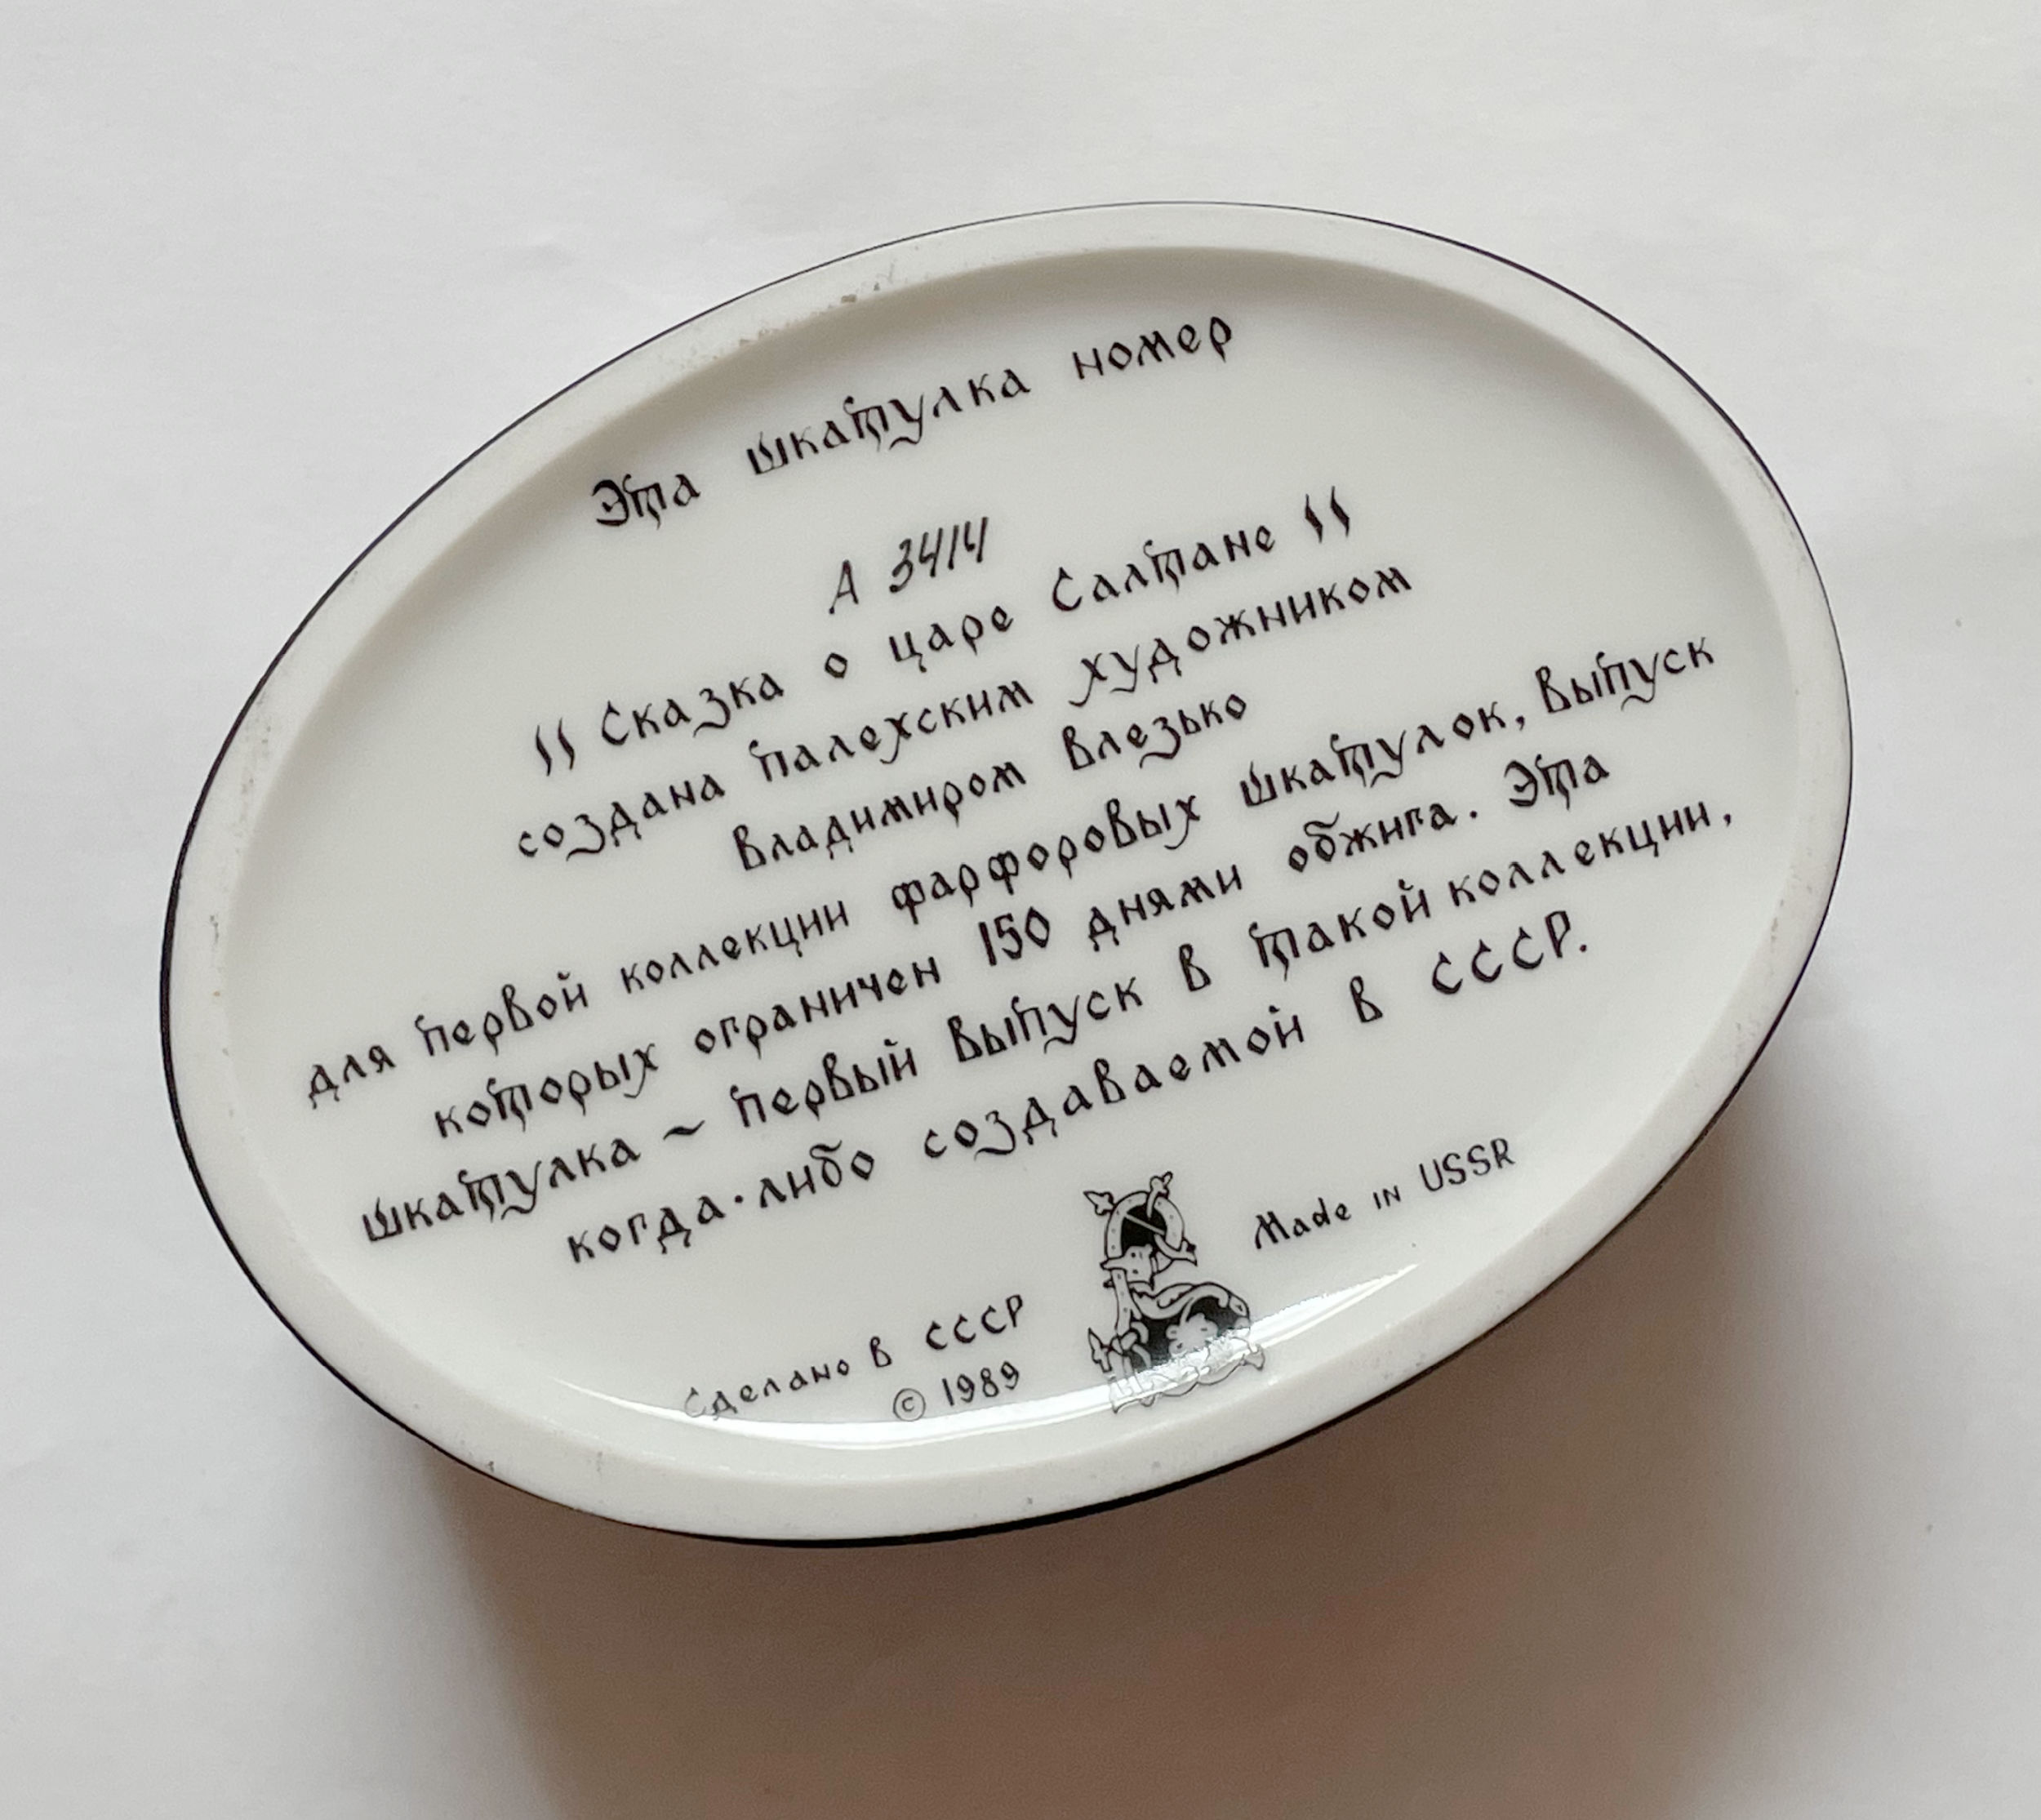 Эта шкатулка номер
А 3414
"Сказка о царе Салтане"
создана палехским художником
Владимиром Влезько
для первой коллекции фарфоровых шкатулок, выпуск
которых ограничен 150 днями обжига. Эта
шкатулка – первый выпуск в такой коллекции,
когда-либо создаваемой в СССР.
Сделано в СССР
© 1989
Made in USSR